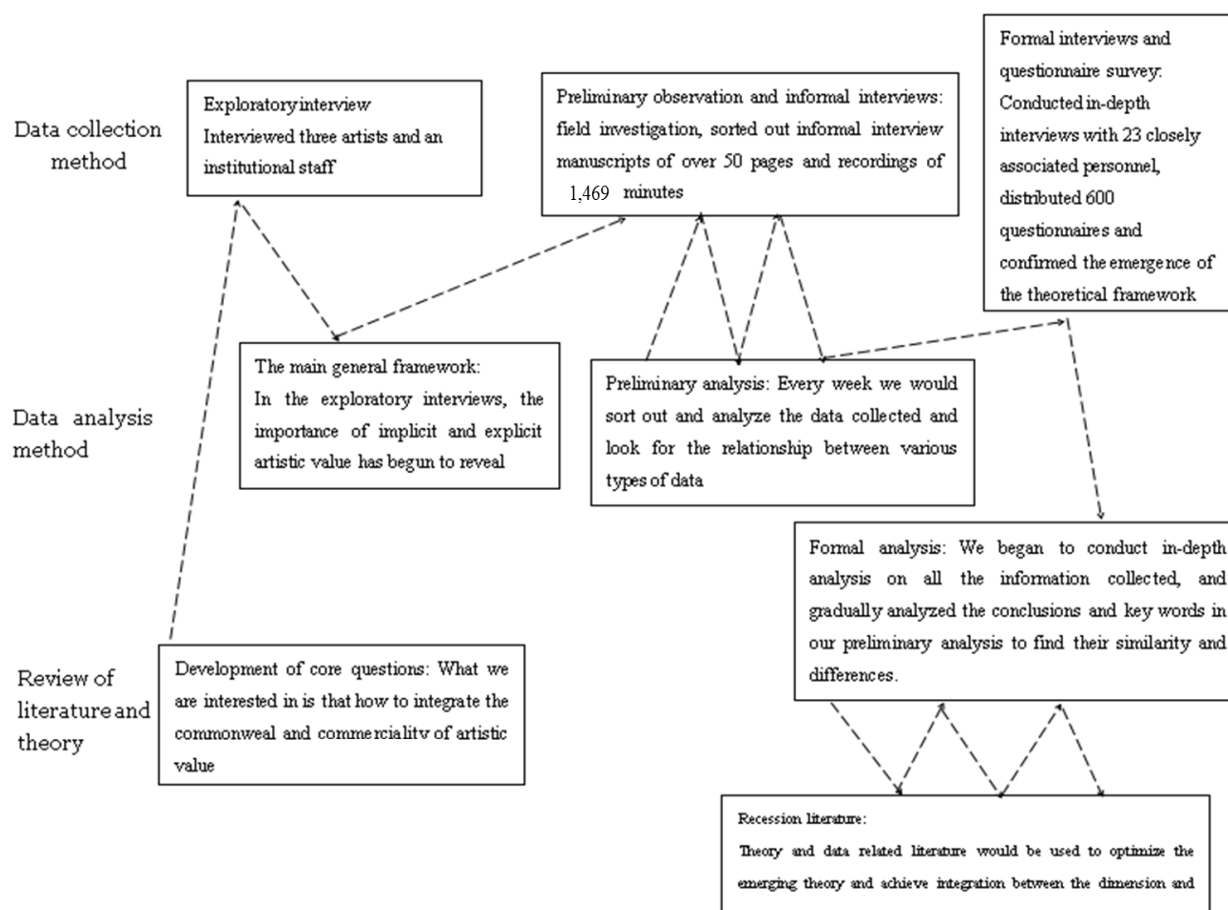 Data collection
method
Exploratory interview
Interviewed three artists and an
institutional staff
Preliminary observation and informal interviews:
field investigation, sorted out informal interview
manuscripts of over 50 pages and recordings of
1,469 minutes
Formal interviews and
questionnaire survey:
Conducted in-depth
interviews with 23 closely
associated personnel,
distributed 600
questionnaires and
confirmed the emergence of
the theoretical framework
Data analysis
method
The main general framework:
In the exploratory interviews, the
importance of implicit and explicit
artistic value has begun to reveal
Preliminary analysis: Every week we would
sort out and analyze the data collected and
look for the relationship between various
types of data
Formal analysis: We began to conduct in-depth
analysis on all the information collected, and
gradually analyzed the conclusions and key words in
our preliminary analysis to find their similarity and
differences.
Review of
literature and
theory
Development of core questions: What we
are interested in is that how to integrate the
commonweal and commerciality of artistic
value
Recession literature:
Theory and data related literature would be used to optimize the
emerging theory and achieve integration between the dimension and